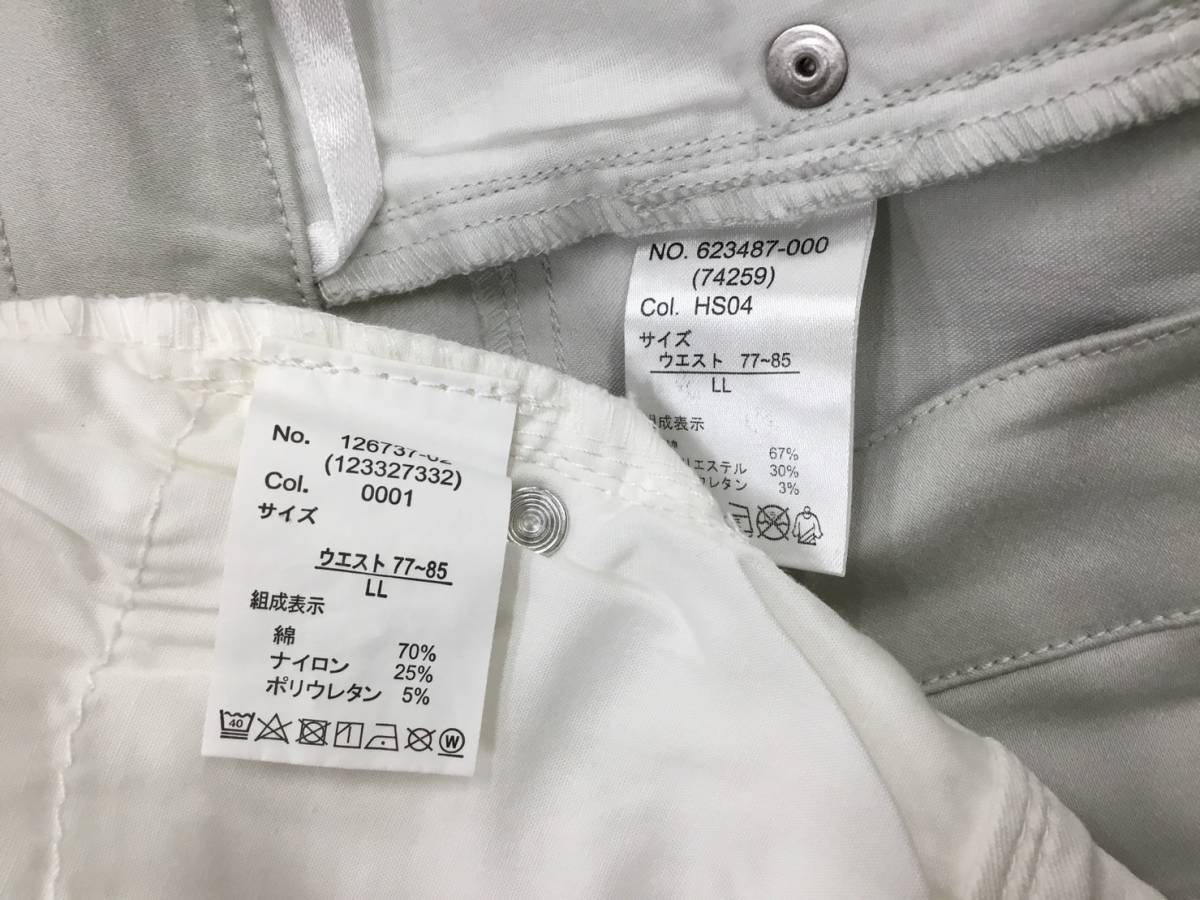 NO. 623487-000
(74259)
Col. HS04
サイズ
ウエスト 77~85
LL
成表示
67%
エステル 30%
レタン 3%
No. 126737-02
(123327332)
Col. 0001
サイズ
ウエスト 77~85
LL
組成表示
綿 70%
ナイロン 25%
ポリウレタン 5%
40
W